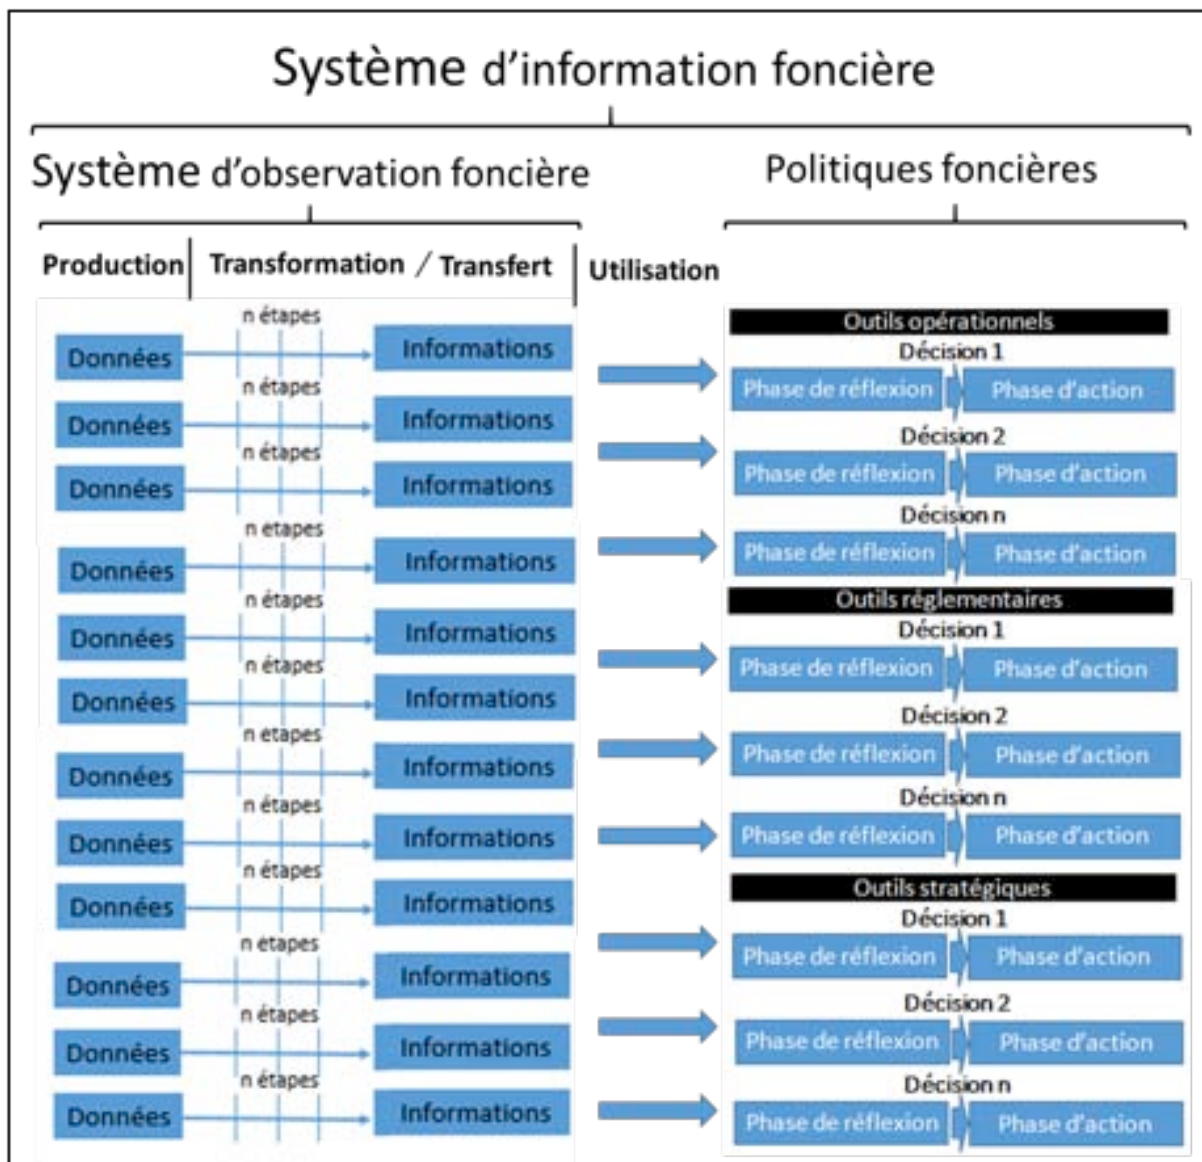 Système d'information foncière
Système d'observation foncière
Politiques foncières
Production
Transformation / Transfert
Utilisation
n étapes
Données
Informations
n étapes
Données
Informations
n étapes
Données
Informations
n etapes
Données
Informations
n étapes
Données
Informations
n étapes
Données
Informations
n etapes
Données
Informations
n étapes
Données
Informations
n étapes
Données
Informations
n étapes
Données
Informations
n étapes
Données
Informations
n étapes
Données
Informations
Outils opérationnels
Décision 1
Phase de réflexion
Phase d'action
Décision 2
Phase de réflexion
Phase d'action
Décision n
Phase de réflexion
Phase d'action
Outils réglementaires
Décision 1
Phase de réflexion
Phase d'action
Décision 2
Phase de réflexion
Phase d'action
Décision n
Phase de réflexion
Phase d'action
Outils stratégiques
Décision 1
Phase de réflexion
Phase d'action
Décision 2
Phase de réflexion
Phase d'action
Décision n
Phase de réflexion
Phase d'action